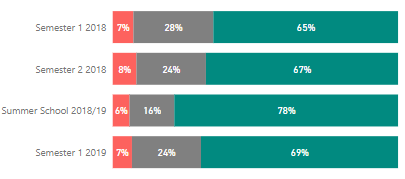 Semester 1 2018 7% 28% 65%
Semester 2 2018 8% 24% 67%
Summer School 2018/19 6% 16% 78%
Semester 1 2019 7% 24% 69%